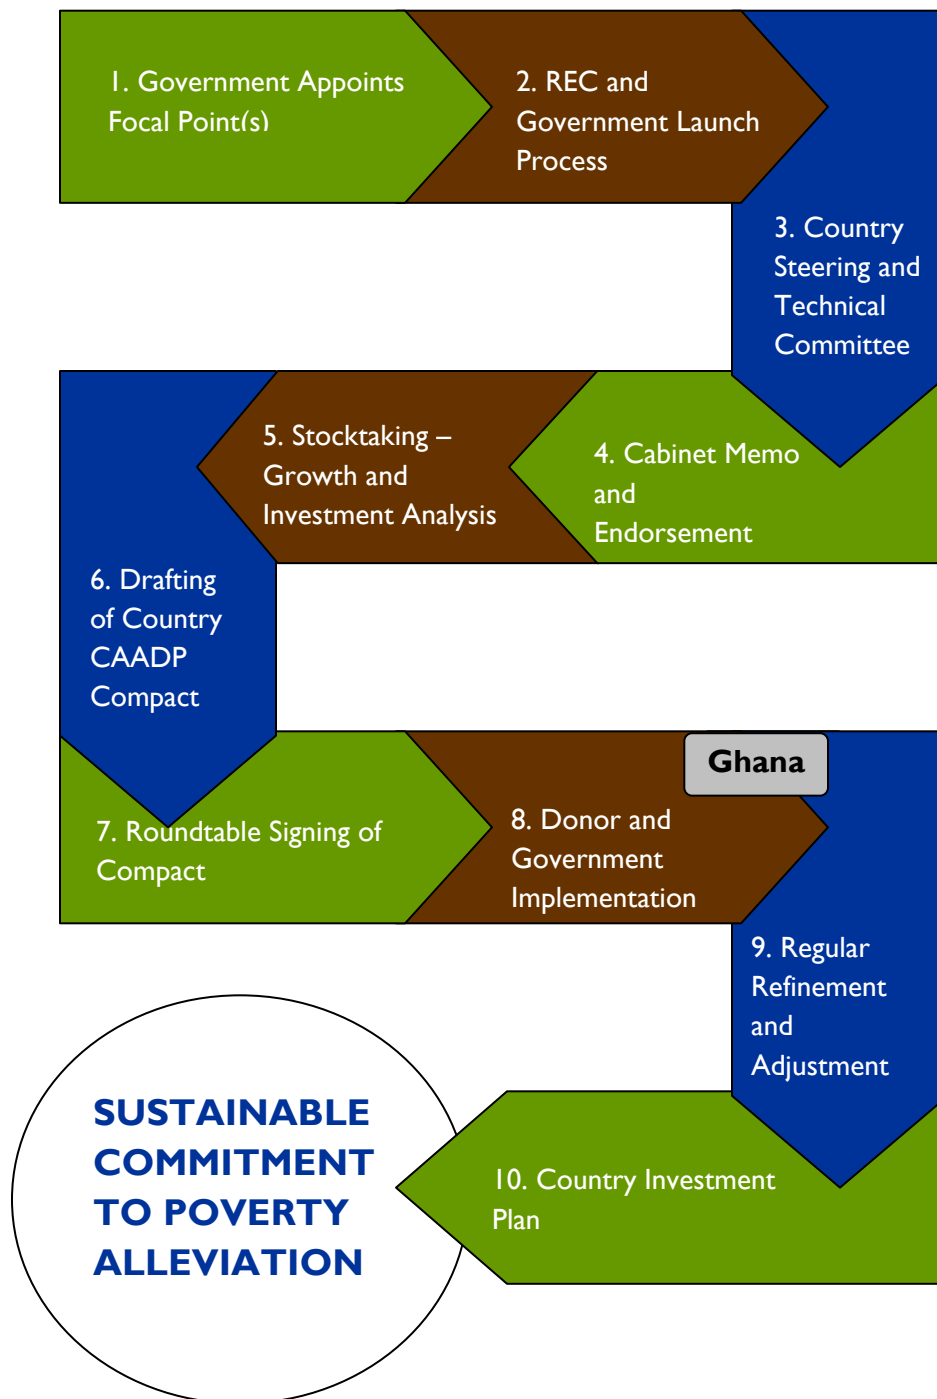 1. Government Appoints
Focal Point(s)
2. REC and
Government Launch
Process
3. Country
Steering and
Technical
Committee
4. Cabinet Memo
and
Endorsement
5. Stocktaking –
Growth and
Investment Analysis
6. Drafting
of Country
CAADP
Compact
7. Roundtable Signing of
Compact
8. Donor and
Government
Implementation
Ghana
9. Regular
Refinement
and
Adjustment
10. Country Investment
Plan
SUSTAINABLE
COMMITMENT
TO POVERTY
ALLEVIATION